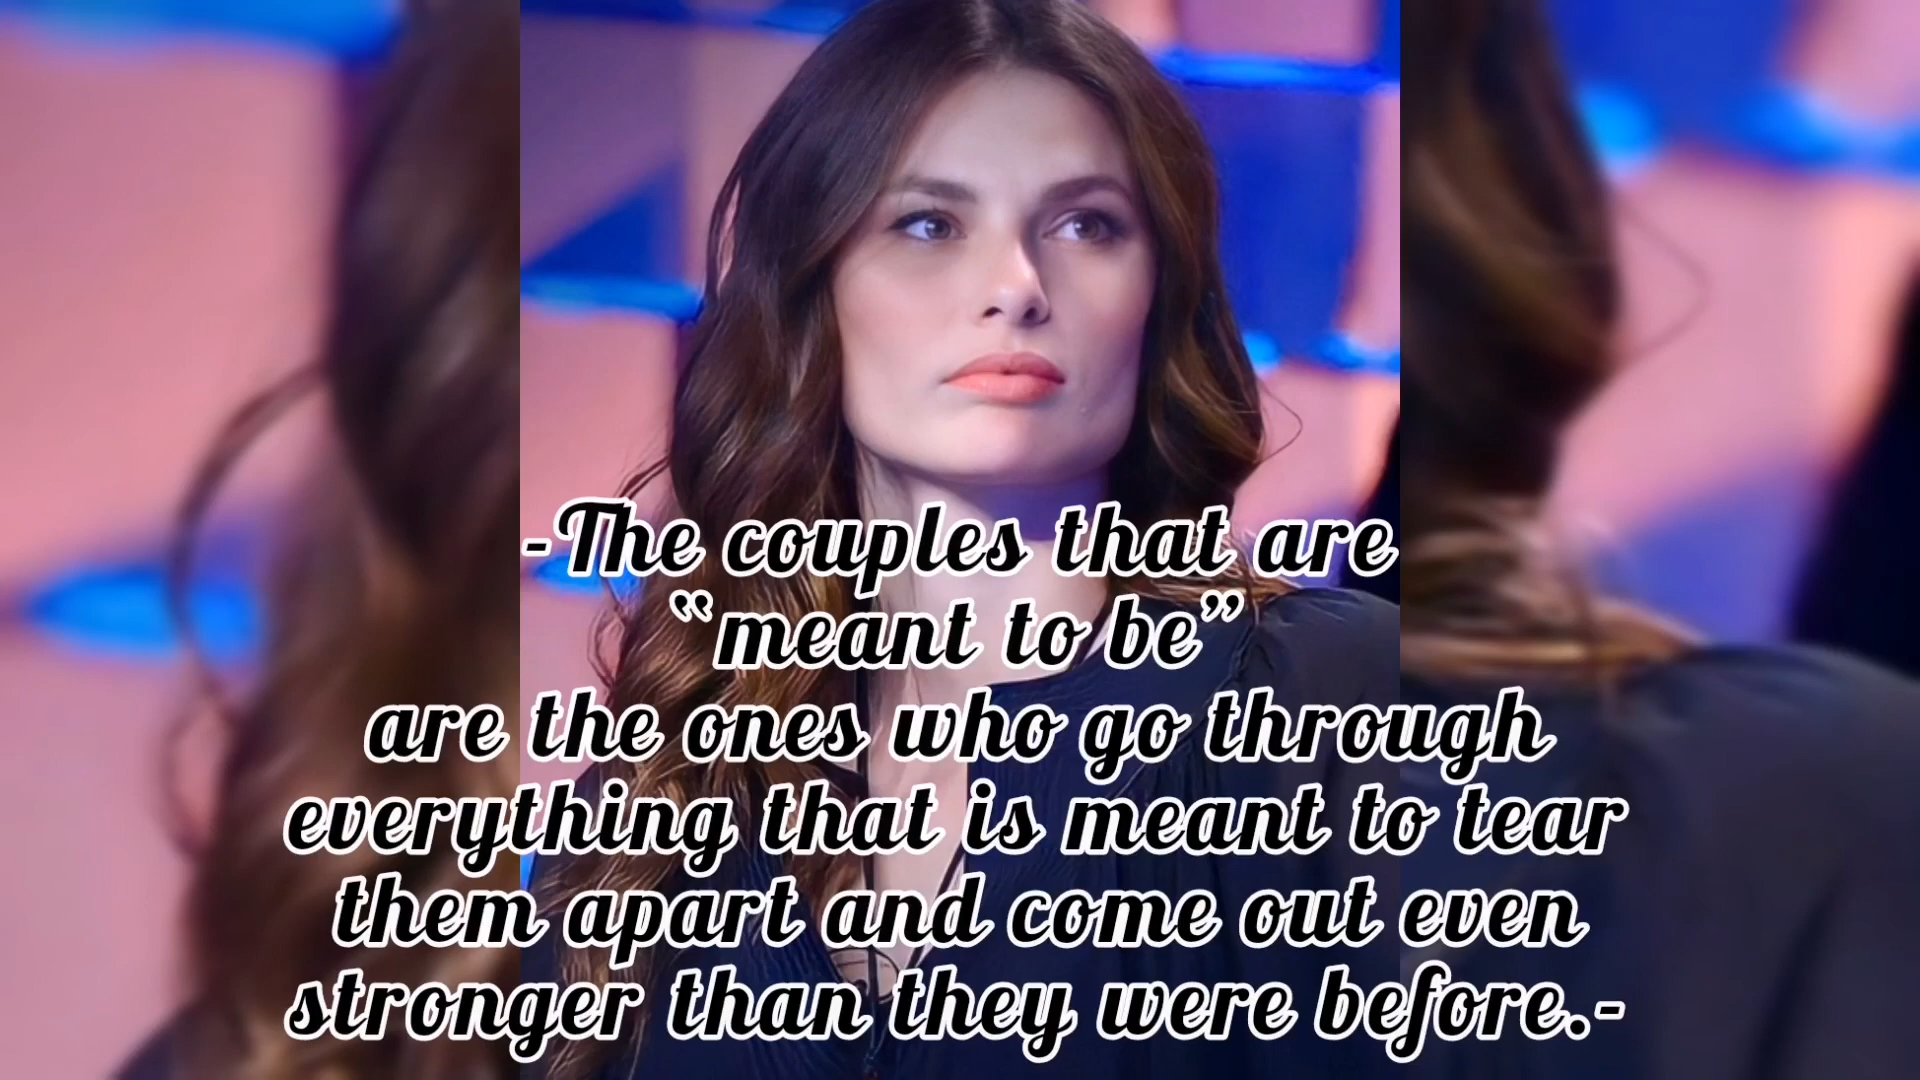 -The couples that are
“meant to be”
are the ones who go through
everything that is meant to tear
them apart and come out even
stronger than they were before.-